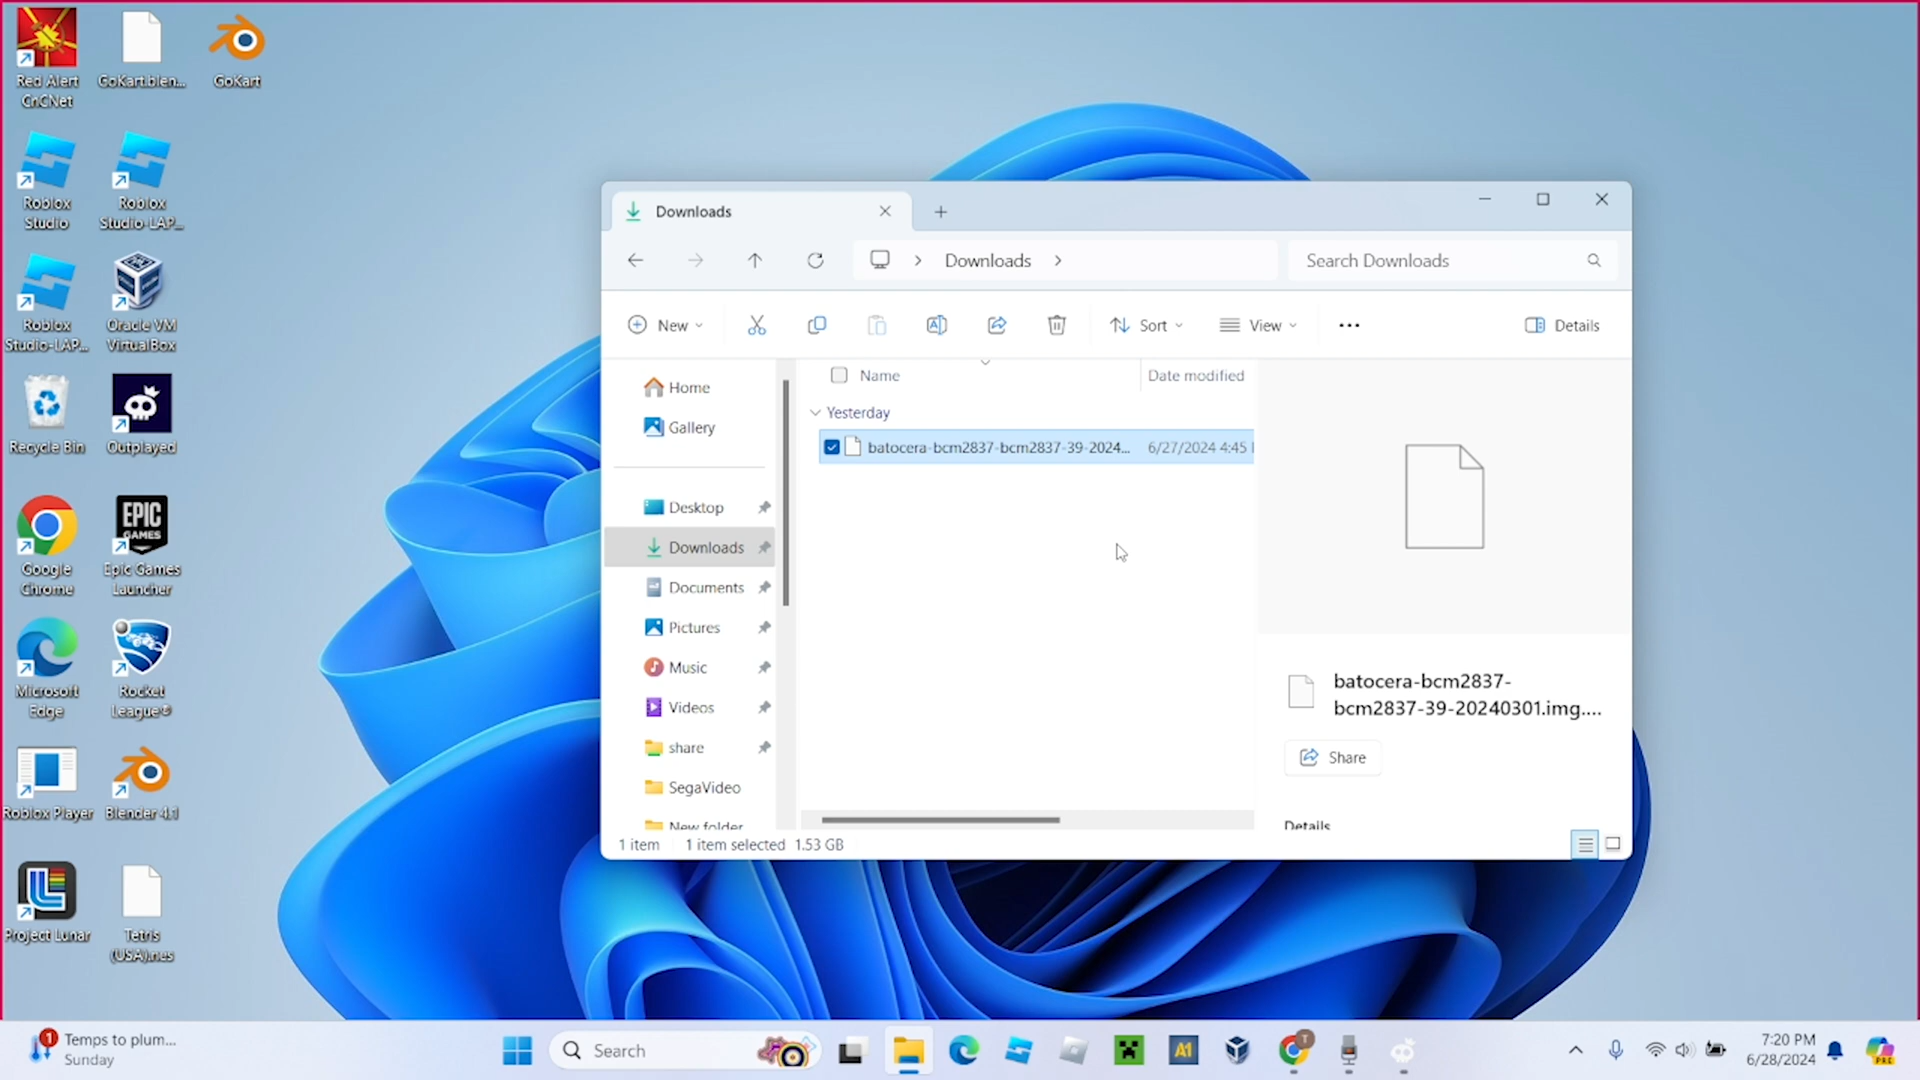 Red Alert
CnCNet
GoKart.blen...
GoKart
Roblox
Studio
Roblox
Studio-LAP...
Roblox
Studio-LAP...
Oracle VM
VirtualBox
Recycle Bin
Outplayed
Google
Chrome
EPIC
GAMES
Epic Games
Launcher
Microsoft
Edge
Rocket
League®
Roblox Player
Blender 4.1
Project Lunar
Tetris
(USA).nes
Downloads
Downloads
Search Downloads
New
Sort
View
Details
Home
Gallery
Desktop
Downloads
Documents
Pictures
Music
Videos
share
SegaVideo
New folder
Name
Date modified
Yesterday
batocera-bcm2837-bcm2837-39-2024...
6/27/2024 4:45
batocera-bcm2837-
bcm2837-39-20240301.img....
Share
Details
1 item
1 item selected 1.53 GB
1
Temps to plum...
Sunday
Search
A1
T
7:20 PM
6/28/2024
PRE